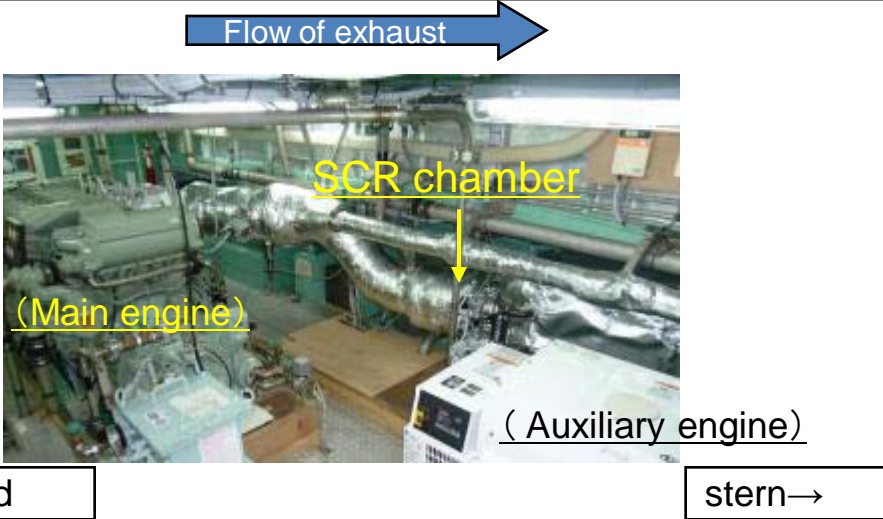 Flow of exhaust
SCR chamber
（Main engine）
（ Auxiliary engine）
d
stern→